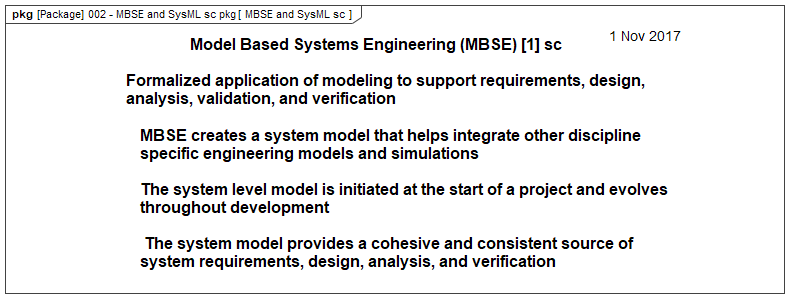 pkg [Package] 002 - MBSE and SysML sc pkg [ MBSE and SysML sc ]
1 Nov 2017
Model Based Systems Engineering (MBSE) [1] sc
Formalized application of modeling to support requirements, design,
analysis, validation, and verification
MBSE creates a system model that helps integrate other discipline
specific engineering models and simulations
The system level model is initiated at the start of a project and evolves
throughout development
The system model provides a cohesive and consistent source of
system requirements, design, analysis, and verification